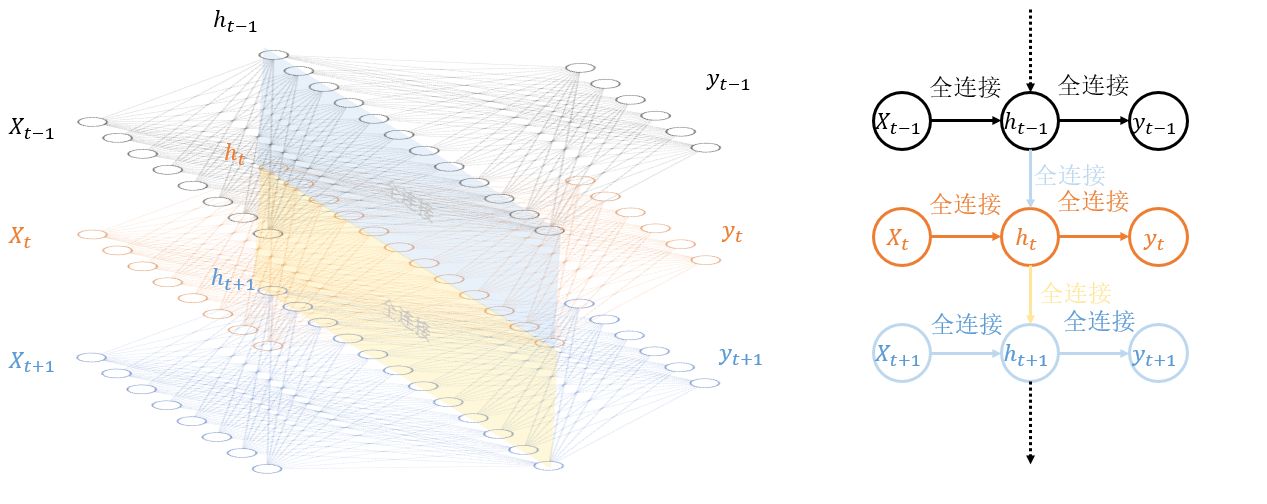 h_{t−1}
y_{t−1}
X_{t−1}
h_t
全连接
X_t
y_t
h_{t+1}
全连接
X_{t+1}
y_{t+1}
全连接 全连接
X_{t−1} h_{t−1} y_{t−1}
全连接
全连接 全连接
X_t h_t y_t
全连接
全连接 全连接
X_{t+1} h_{t+1} y_{t+1}